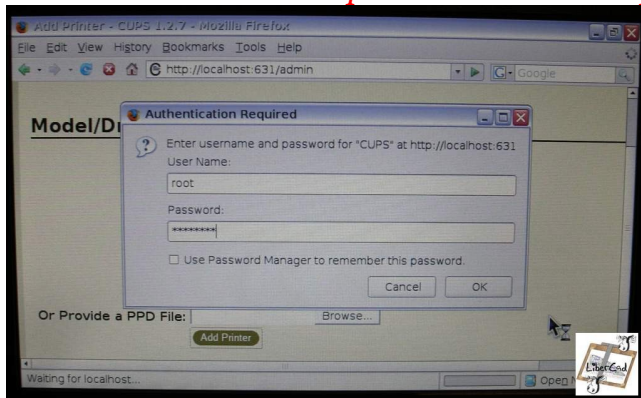 Add Printer - CUPS 1.2.7 - Mozilla Firefox
File Edit View History Bookmarks Tools Help
http://localhost:631/admin
G Google
Model/D
Authentication Required
Enter username and password for "CUPS" at http://localhost:631
User Name:
root
Password:
********
Use Password Manager to remember this password.
Cancel OK
Or Provide a PPD File: Browse...
Add Printer
Waiting for localhost... Open
LiberCad